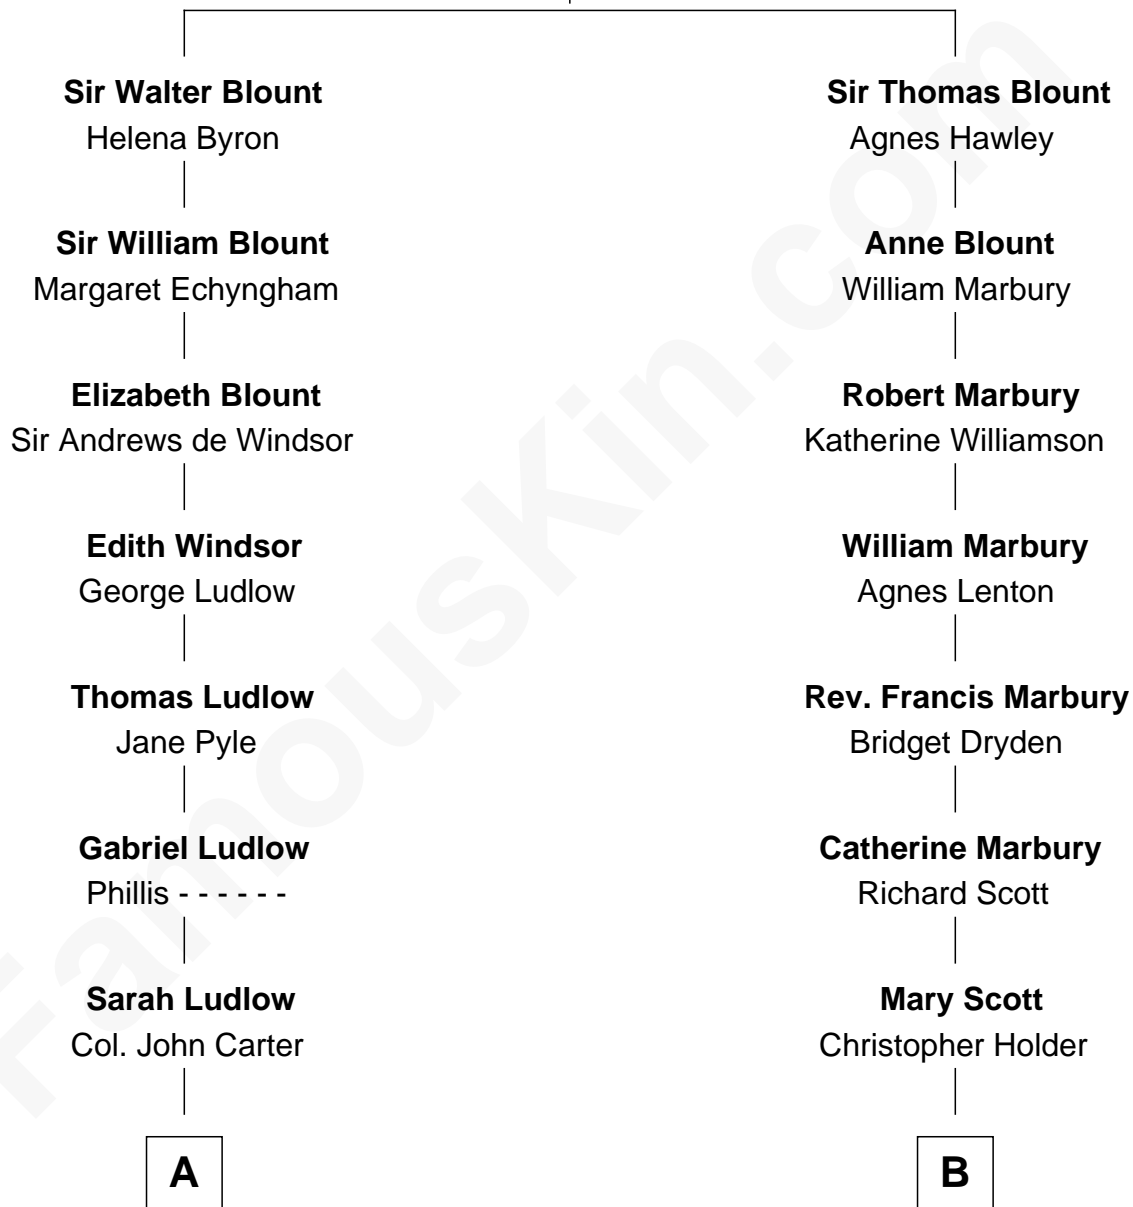 Sir Walter Blount
Helena Byron
Sir William Blount
Margaret Echyngham
Elizabeth Blount
Sir Andrews de Windsor
Edith Windsor
George Ludlow
Thomas Ludlow
Jane Pyle
Gabriel Ludlow
Phillis - - - - - -
Sarah Ludlow
Col. John Carter
A
Sir Thomas Blount
Agnes Hawley
Anne Blount
William Marbury
Robert Marbury
Katherine Williamson
William Marbury
Agnes Lenton
Rev. Francis Marbury
Bridget Dryden
Catherine Marbury
Richard Scott
Mary Scott
Christopher Holder
B
FamousKin.com